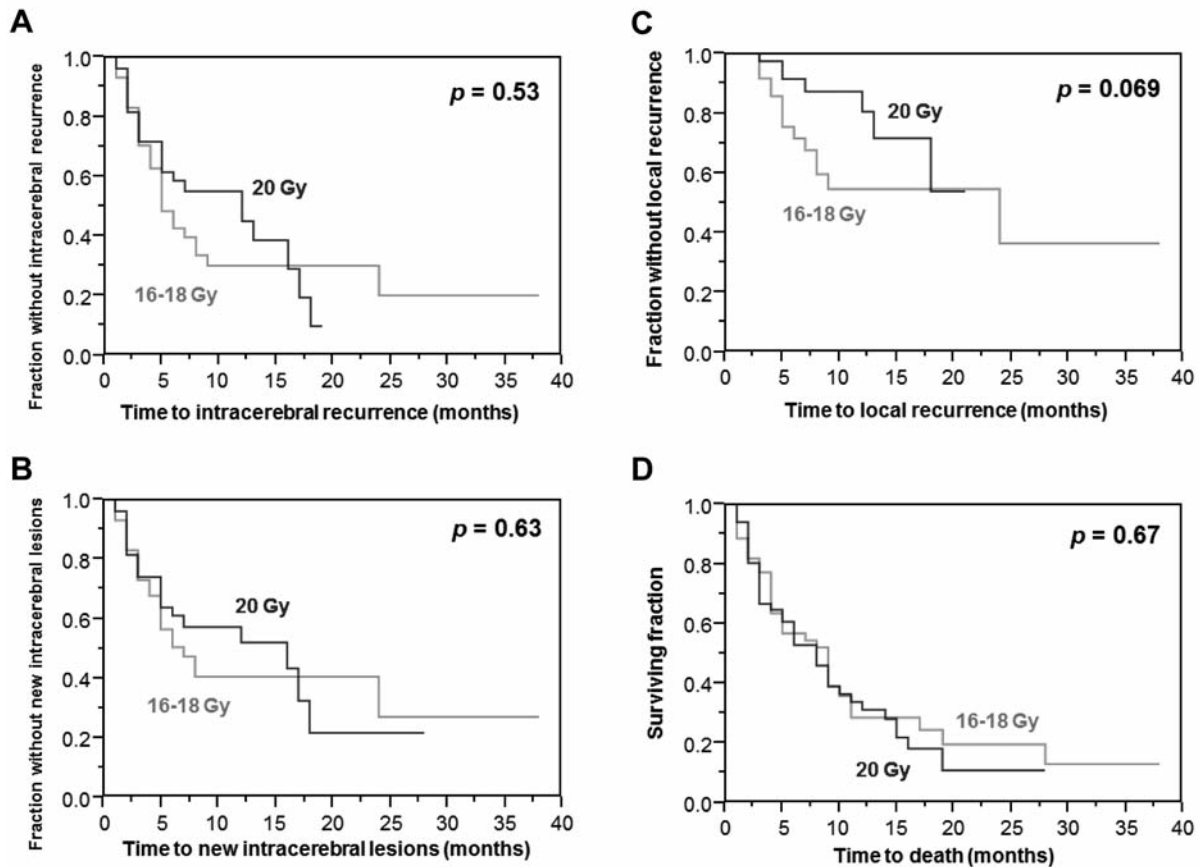 A
Fraction without intracerebral recurrence
1.0
0.8
0.6
0.4
0.2
0.0
p = 0.53
20 Gy
16-18 Gy
0 5 10 15 20 25 30 35 40
Time to intracerebral recurrence (months)
B
Fraction without new intracerebral lesions
1.0
0.8
0.6
0.4
0.2
0.0
p = 0.63
20 Gy
16-18 Gy
0 5 10 15 20 25 30 35 40
Time to new intracerebral lesions (months)
C
Fraction without local recurrence
1.0
0.8
0.6
0.4
0.2
0.0
p = 0.069
20 Gy
16-18 Gy
0 5 10 15 20 25 30 35 40
Time to local recurrence (months)
D
Surviving fraction
1.0
0.8
0.6
0.4
0.2
0.0
p = 0.67
16-18 Gy
20 Gy
0 5 10 15 20 25 30 35 40
Time to death (months)